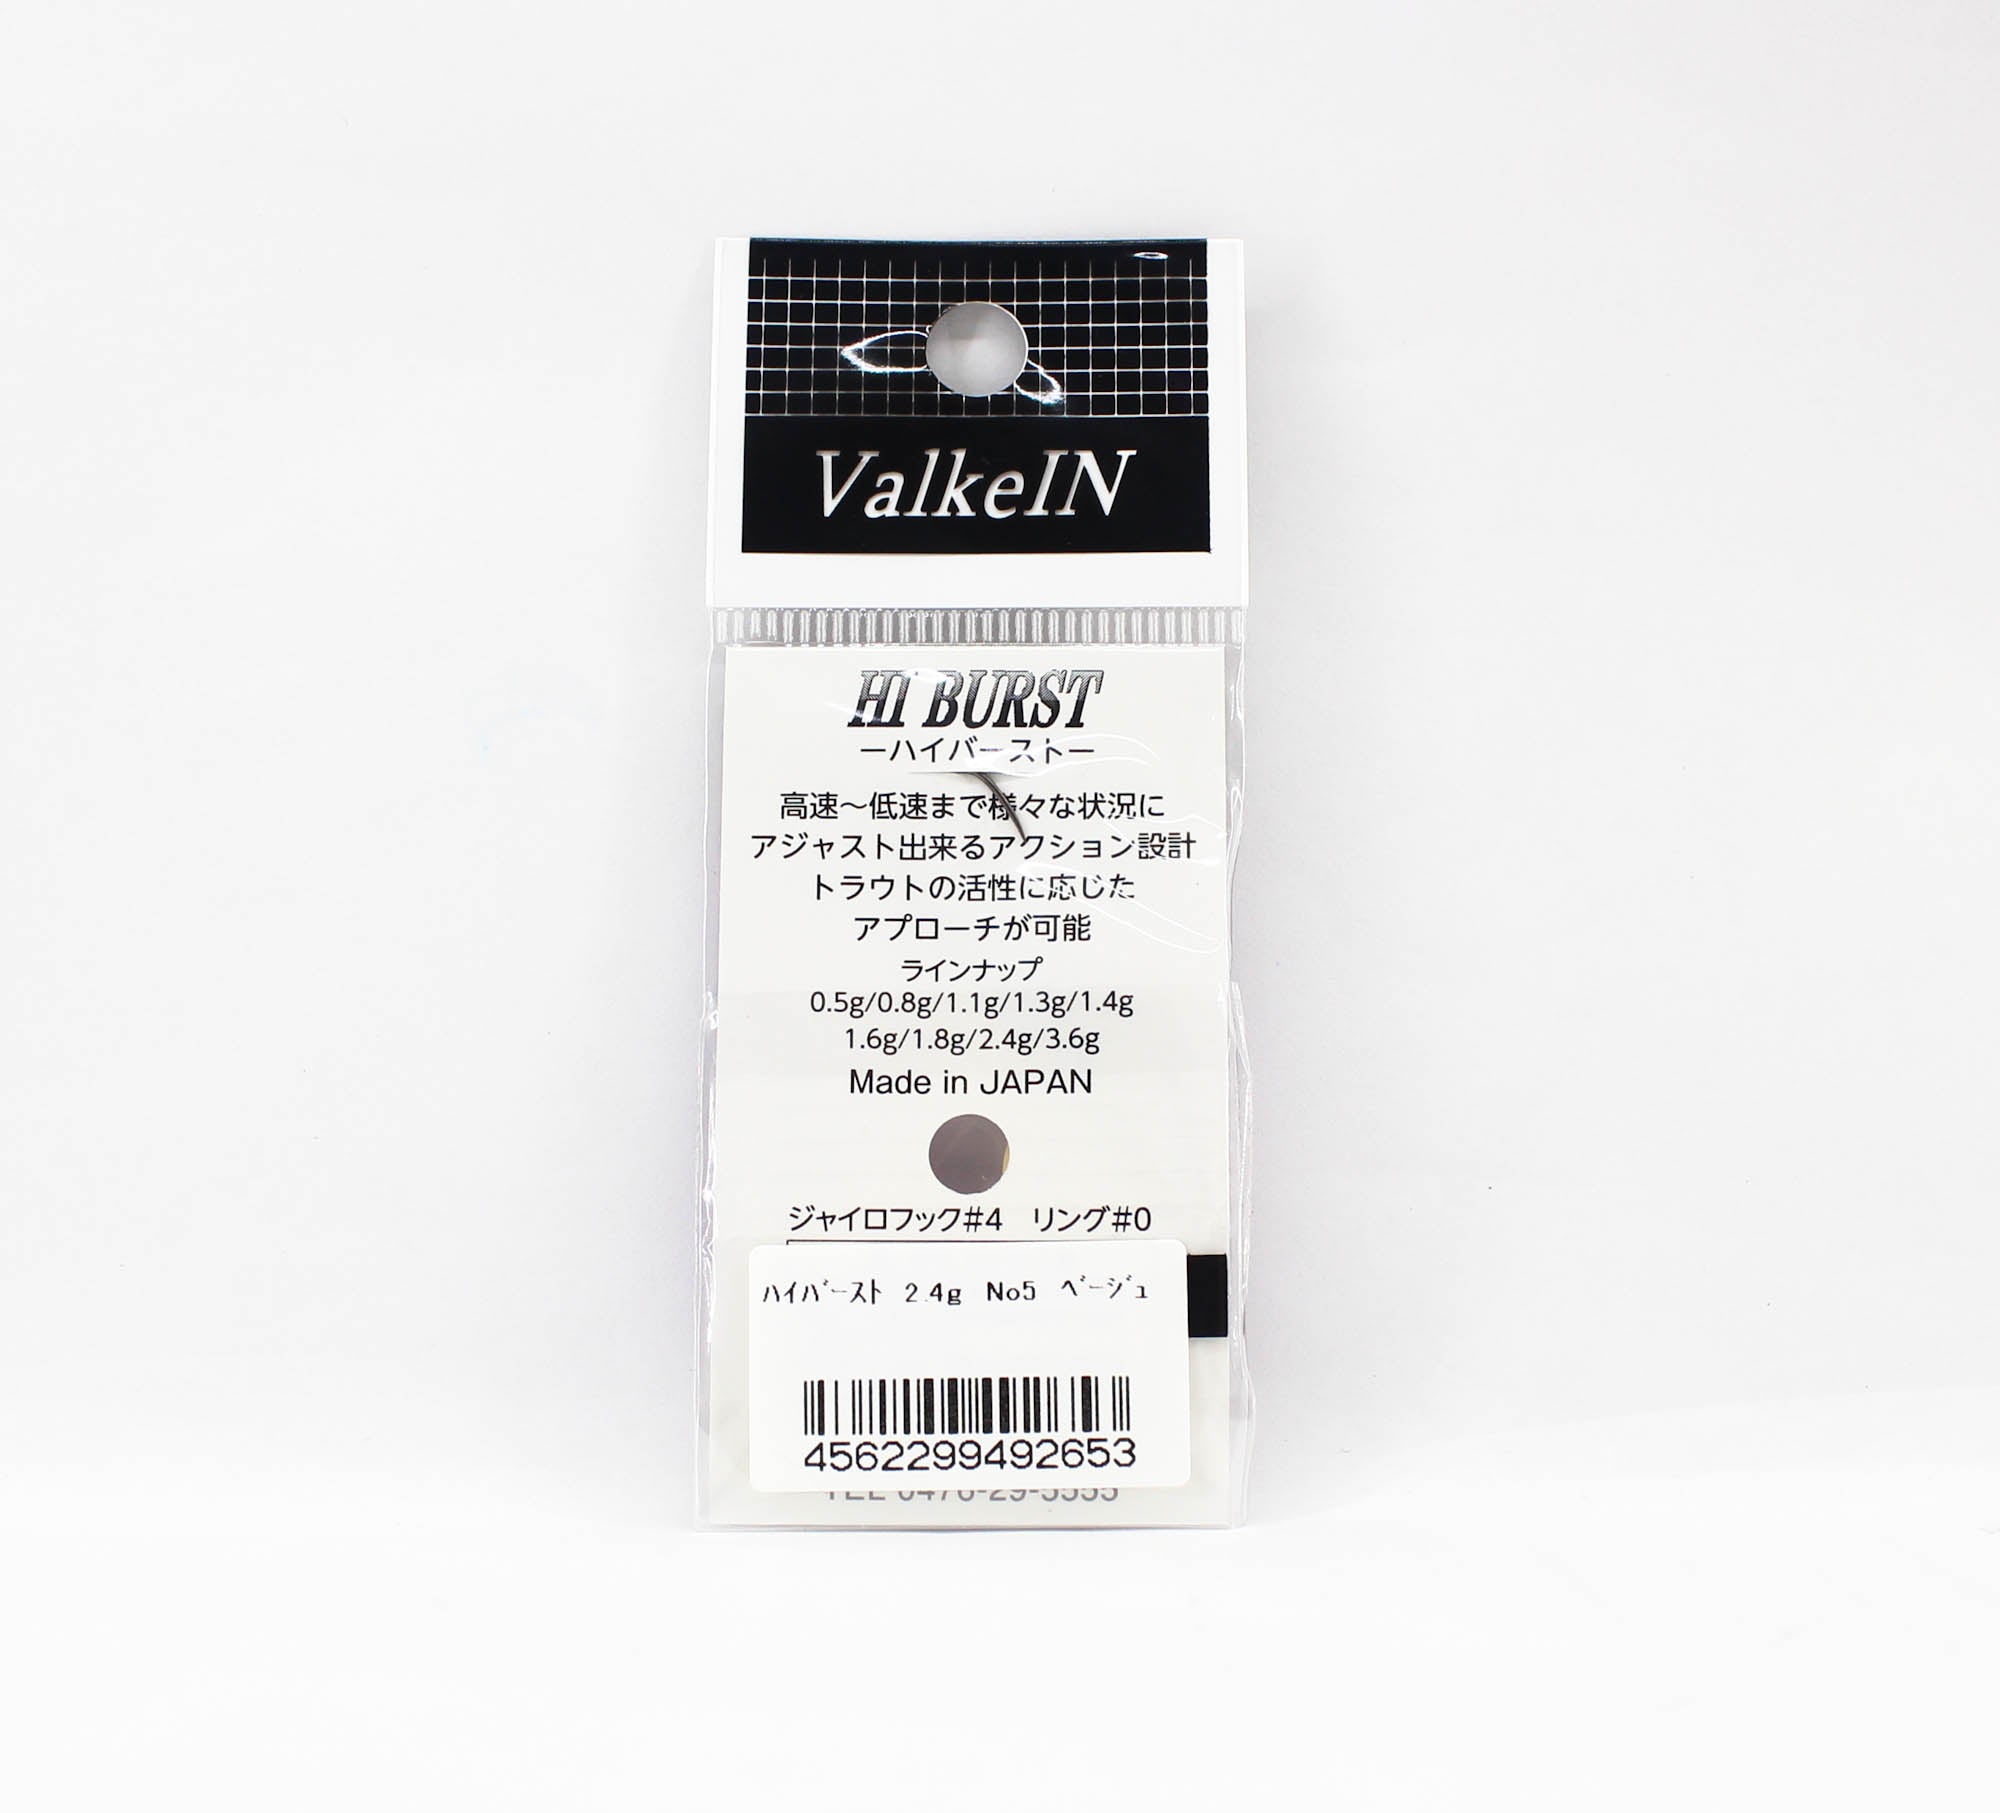 ValkeIN
HI BURST
ーハイバーストー
高速～低速まで様々な状況に
アジャスト出来るアクション設計
トラウトの活性に応じた
アプローチが可能
ラインナップ
0.5g/0.8g/1.1g/1.3g/1.4g
1.6g/1.8g/2.4g/3.6g
Made in JAPAN
ジャイロフック#4　リング#0
ﾊｲﾊﾞｰｽﾄ 2.4g No5 ﾍﾞｰｼﾞｭ
4562299492653
TEL 0476-29-5555